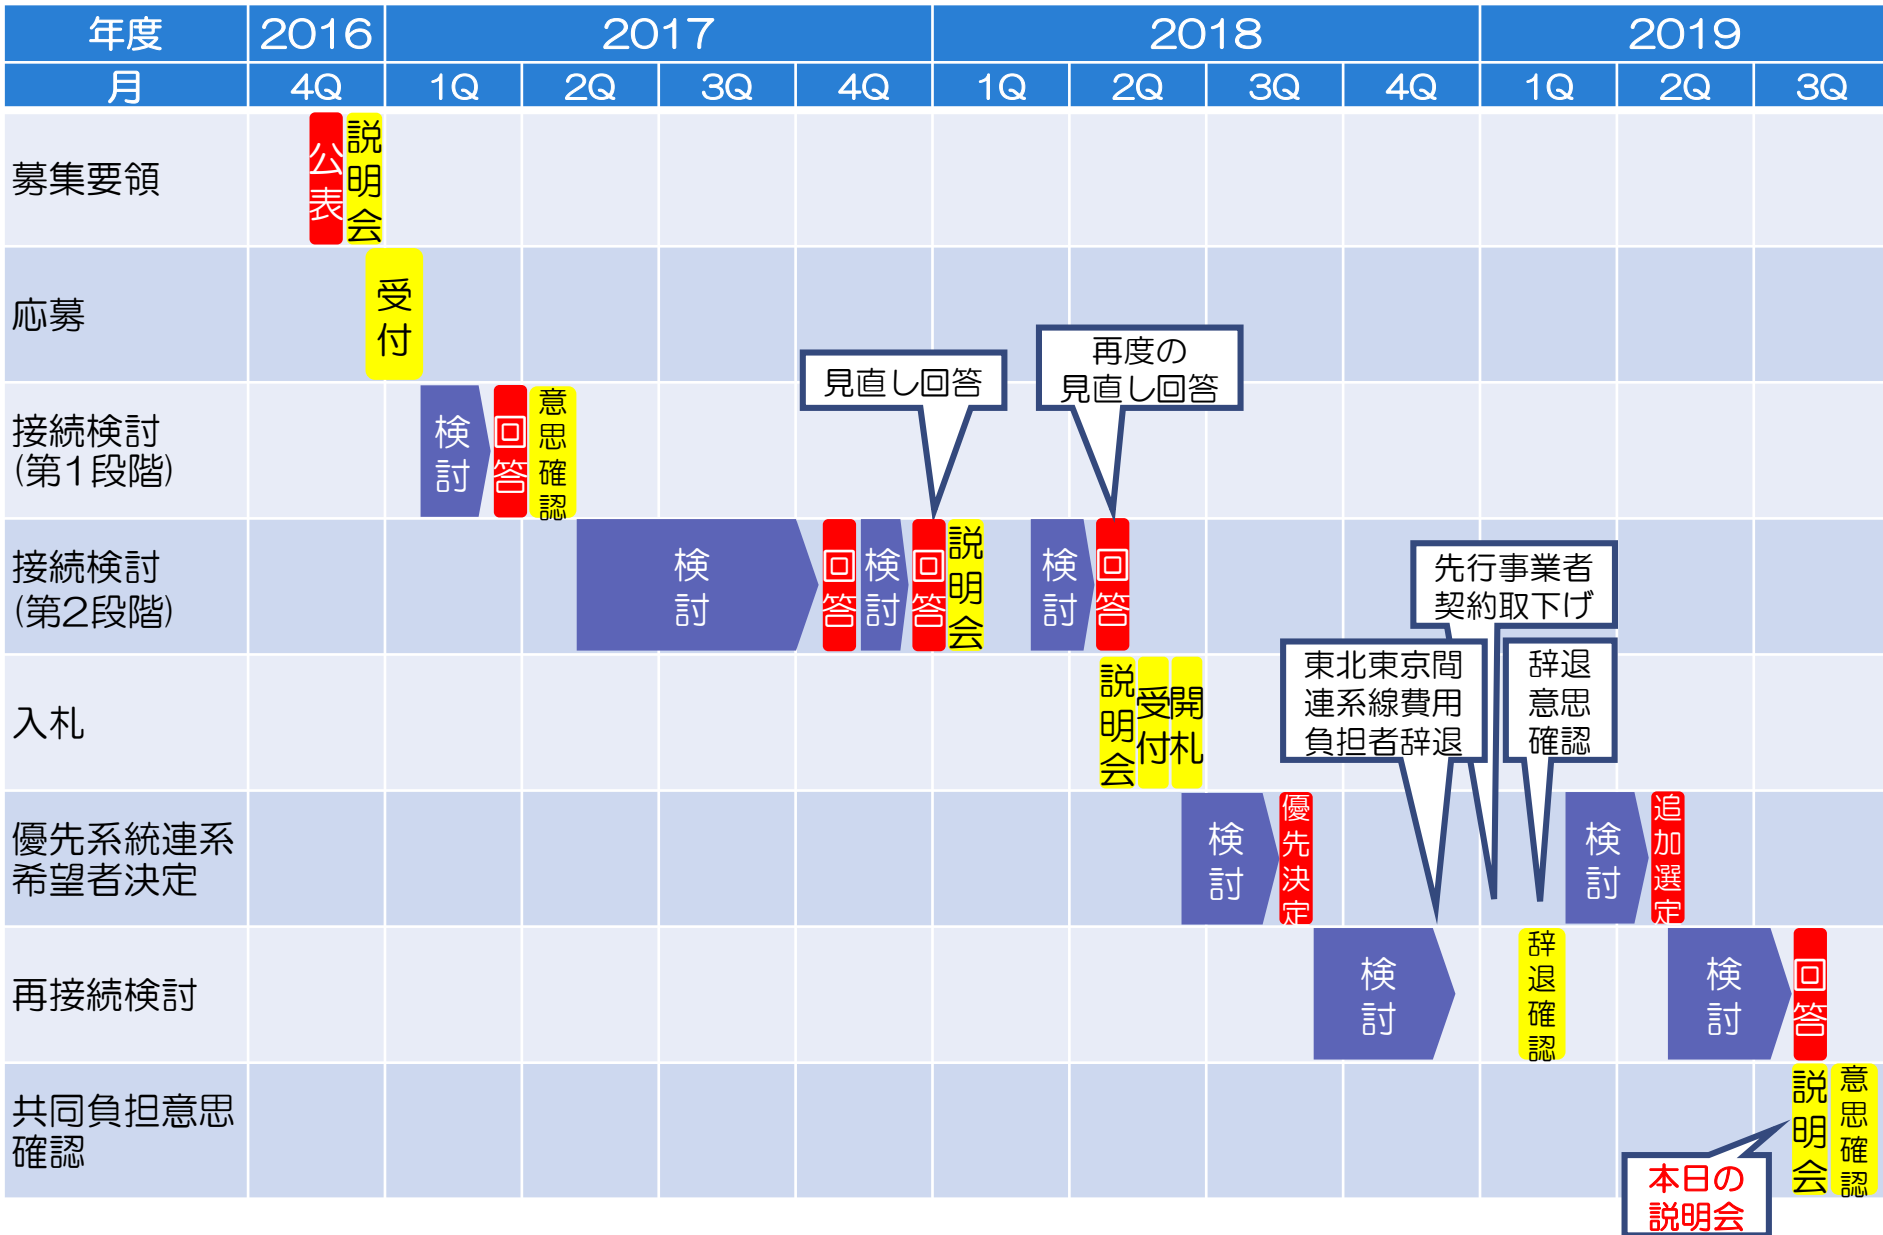 年度 2016 2017 2018 2019
月 4Q 1Q 2Q 3Q 4Q 1Q 2Q 3Q 4Q 1Q 2Q 3Q
募集要領
公表
説明会
応募
受付
接続検討
(第1段階)
検討
回答
意思確認
見直し回答
再度の
見直し回答
接続検討
(第2段階)
検討
回答
検討
回答
説明会
検討
回答
先行事業者
契約取下げ
入札
説明会
受付
開札
東北東京間
連系線費用
負担者辞退
辞退
意思
確認
優先系統連系
希望者決定
検討
優先決定
検討
追加選定
再接続検討
検討
辞退確認
検討
回答
共同負担意思
確認
説明会
意思確認
本日の
説明会